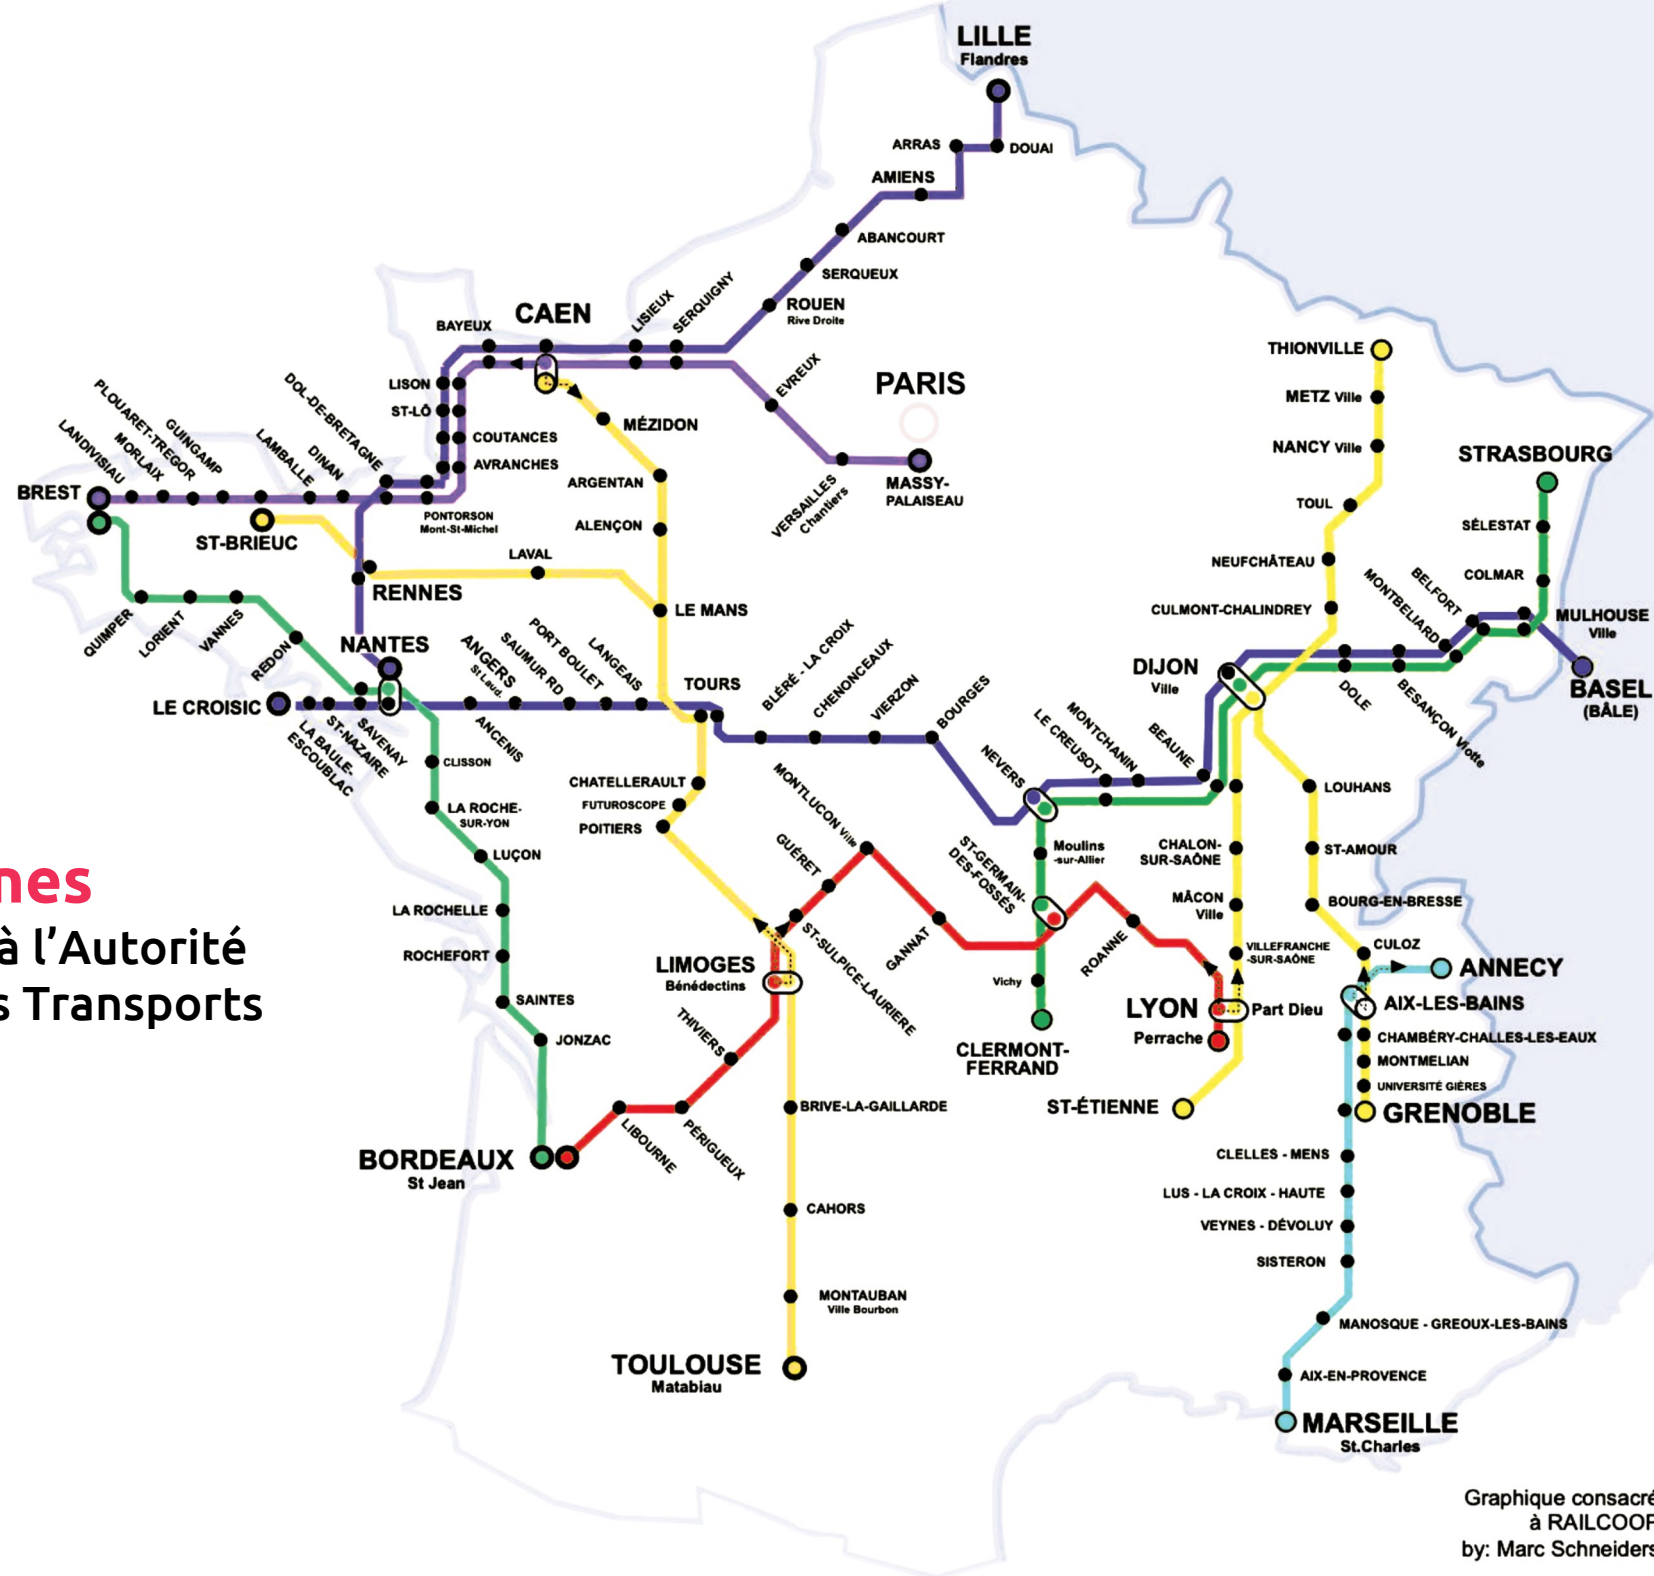 LILLE
Flandres
ARRAS
DOUAI
AMIENS
ABANCOURT
SERQUEUX
ROUEN
Rive Droite
CAEN
BAYEUX
LISIEUX
SERQUIGNY
EVREUX
PARIS
VERSAILLES
Chantiers
MASSY-
PALAISEAU
LISON
ST-LÔ
COUTANCES
AVRANCHES
PONTORSON
Mont-St-Michel
DOL-DE-BRETAGNE
DINAN
LAMBALLE
GUINGAMP
PLOUARET-TREGOR
MORLAIX
LANDIVISIAU
BREST
ST-BRIEUC
MÉZIDON
ARGENTAN
ALENÇON
LAVAL
LE MANS
RENNES
QUIMPER
LORIENT
VANNES
REDON
NANTES
LE CROISIC
LA BAULE-
ESCOUBLAC
ST-NAZAIRE
SAVENAY
ANCENIS
ANGERS
St Laud.
SAUMUR RD
PORT BOULET
LANGEAIS
TOURS
BLÉRÉ - LA CROIX
CHENONCEAUX
VIERZON
BOURGES
NEVERS
LE CREUSOT
MONTCHANIN
BEAUNE
DIJON
Ville
THIONVILLE
METZ Ville
NANCY Ville
TOUL
NEUFCHÂTEAU
CULMONT-CHALINDREY
STRASBOURG
SÉLESTAT
COLMAR
MULHOUSE
Ville
BELFORT
MONTBELIARD
DOLE
BESANÇON Viotte
BASEL
(BÂLE)
CLISSON
LA ROCHE-
SUR-YON
LUÇON
LA ROCHELLE
ROCHEFORT
SAINTES
JONZAC
BORDEAUX
St Jean
CHATELLERAULT
FUTUROSCOPE
POITIERS
MONTLUCON Ville
GUÉRET
ST-SULPICE-LAURIERE
LIMOGES
Bénédectins
THIVIERS
PÉRIGUEUX
LIBOURNE
GANNAT
ST-GERMAIN-
DES-FOSSÉS
Moulins
-sur-Allier
Vichy
CLERMONT-
FERRAND
ROANNE
LYON
Part Dieu
Perrache
ST-ÉTIENNE
CHALON-
SUR-SAÔNE
MÂCON
Ville
VILLEFRANCHE
-SUR-SAÔNE
LOUHANS
ST-AMOUR
BOURG-EN-BRESSE
CULOZ
ANNECY
AIX-LES-BAINS
CHAMBÉRY-CHALLES-LES-EAUX
MONTMELIAN
UNIVERSITÉ GIÈRES
GRENOBLE
CLELLES - MENS
LUS - LA CROIX - HAUTE
VEYNES - DÉVOLUY
SISTERON
MANOSQUE - GREOUX-LES-BAINS
AIX-EN-PROVENCE
MARSEILLE
St.Charles
BRIVE-LA-GAILLARDE
CAHORS
MONTAUBAN
Ville Bourbon
TOULOUSE
Matabiau
nes
à l’Autorité
s Transports
Graphique consacré
à RAILCOOP
by: Marc Schneiders